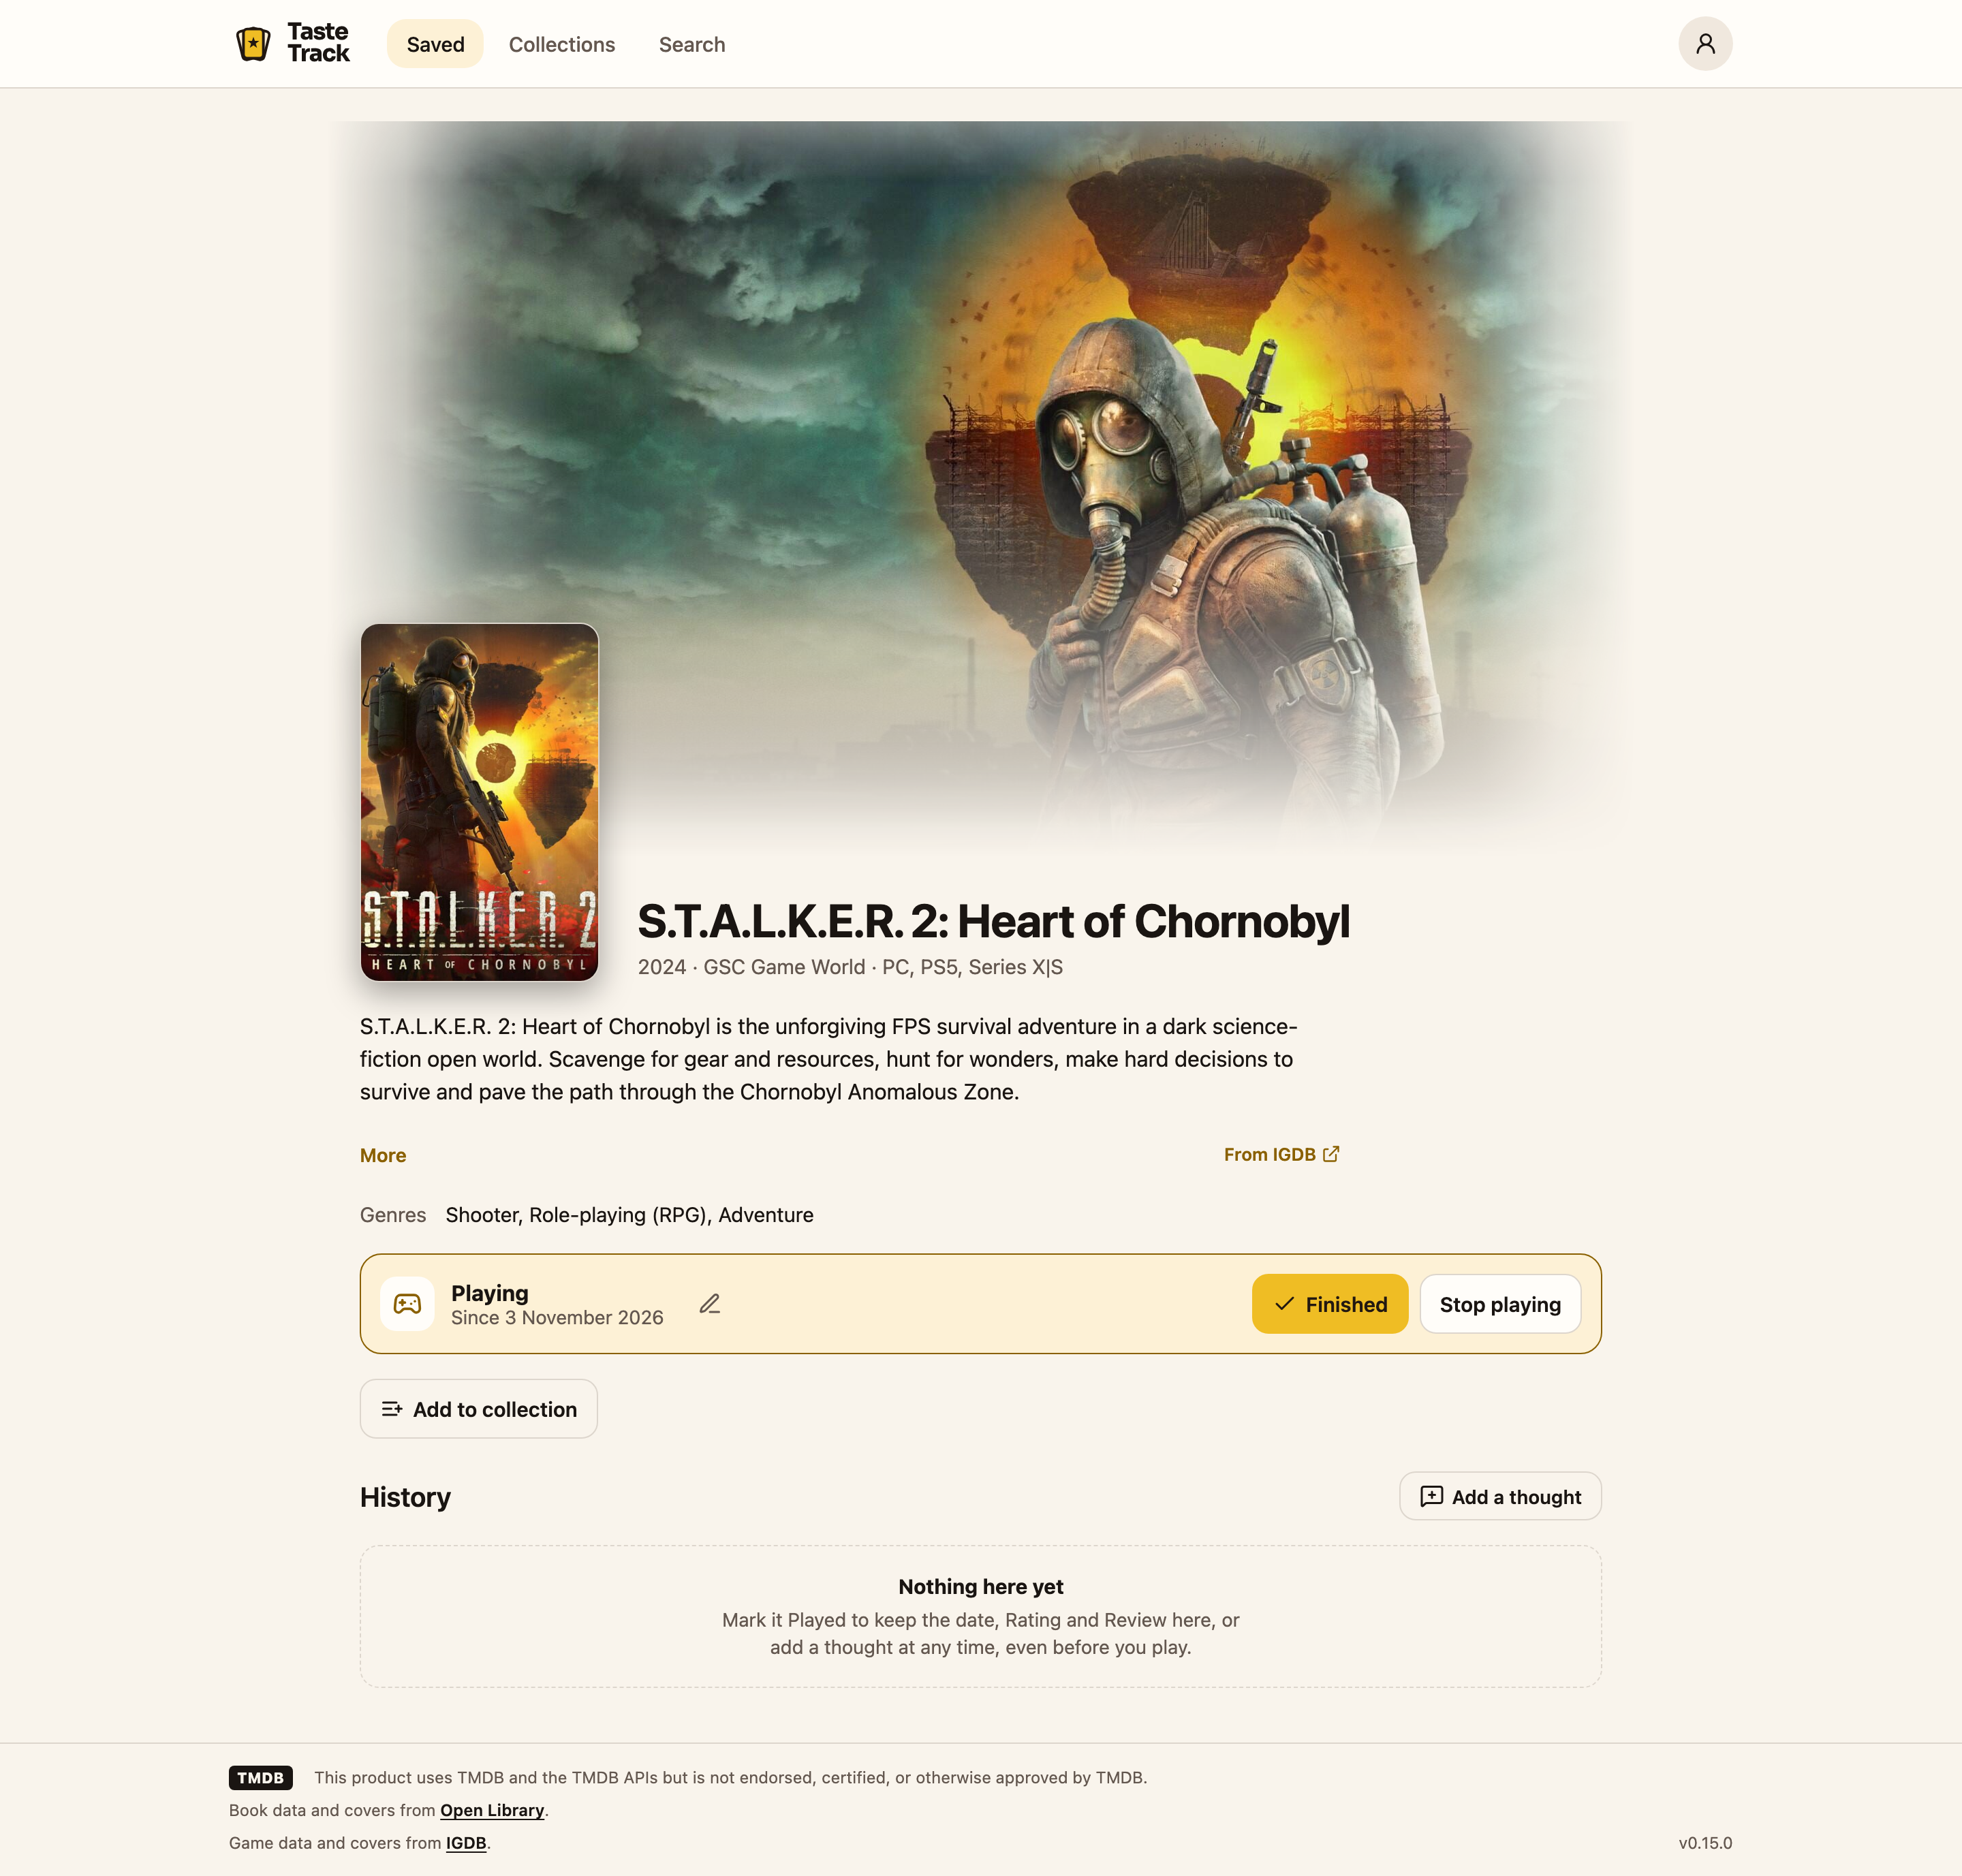 Taste
Track
Saved
Collections
Search
S.T.A.L.K.E.R. 2
HEART OF CHORNOBYL
S.T.A.L.K.E.R. 2: Heart of Chornobyl
2024 · GSC Game World · PC, PS5, Series X|S
S.T.A.L.K.E.R. 2: Heart of Chornobyl is the unforgiving FPS survival adventure in a dark science-
fiction open world. Scavenge for gear and resources, hunt for wonders, make hard decisions to
survive and pave the path through the Chornobyl Anomalous Zone.
More
From IGDB
Genres Shooter, Role-playing (RPG), Adventure
Playing
Since 3 November 2026
Finished
Stop playing
Add to collection
History
Add a thought
Nothing here yet
Mark it Played to keep the date, Rating and Review here, or
add a thought at any time, even before you play.
TMDB This product uses TMDB and the TMDB APIs but is not endorsed, certified, or otherwise approved by TMDB.
Book data and covers from Open Library.
Game data and covers from IGDB.
v0.15.0